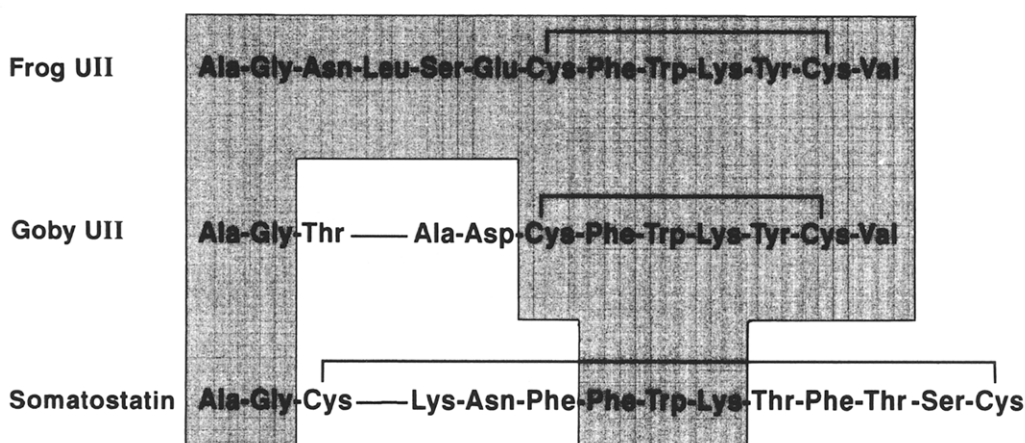 Frog UII Ala-Gly-Asn-Leu-Ser-Glu-Cys-Phe-Trp-Lys-Tyr-Cys-Val
Goby UII Ala-Gly-Thr — Ala-Asp-Cys-Phe-Trp-Lys-Tyr-Cys-Val
Somatostatin Ala-Gly-Cys — Lys-Asn-Phe-Phe-Trp-Lys-Thr-Phe-Thr-Ser-Cys